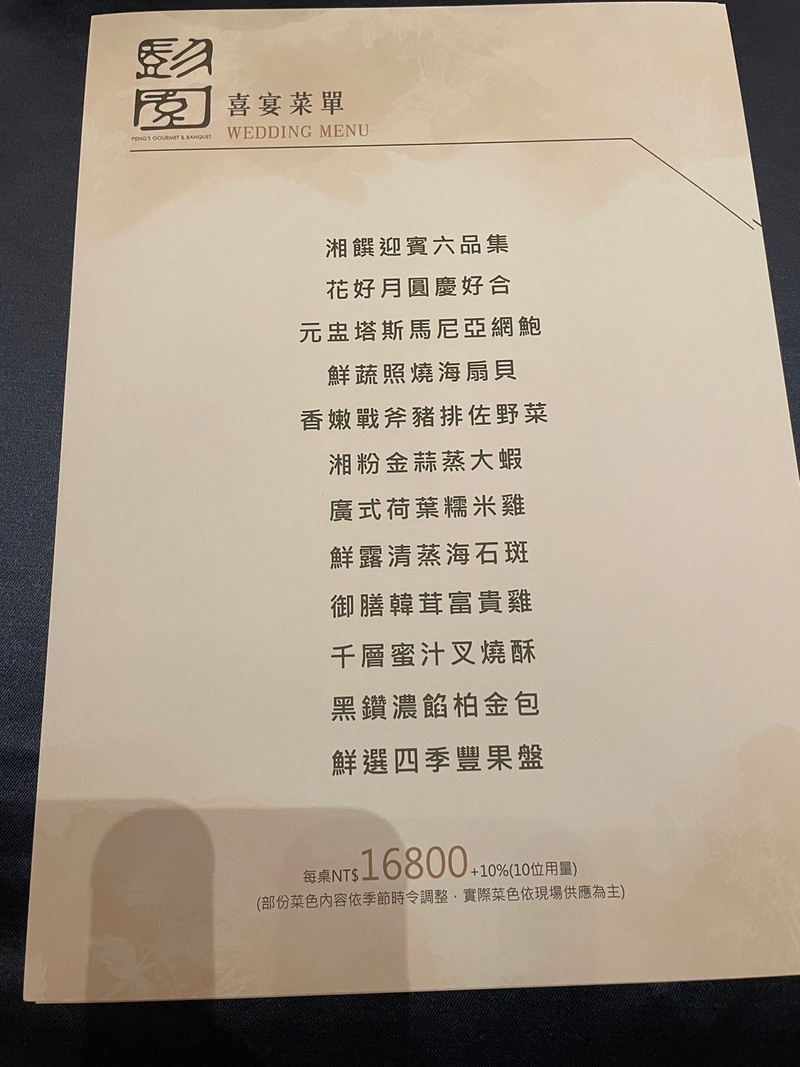 彭園
PENG'S GOURMET & BANQUET
喜宴菜單
WEDDING MENU
湘饌迎賓六品集
花好月圓慶好合
元盅塔斯馬尼亞網鮑
鮮蔬照燒海扇貝
香嫩戰斧豬排佐野菜
湘粉金蒜蒸大蝦
廣式荷葉糯米雞
鮮露清蒸海石斑
御膳韓茸富貴雞
千層蜜汁叉燒酥
黑鑽濃餡柏金包
鮮選四季豐果盤
每桌NT$16800+10%(10位用量)
(部份菜色內容依季節時令調整．實際菜色依現場供應為主)